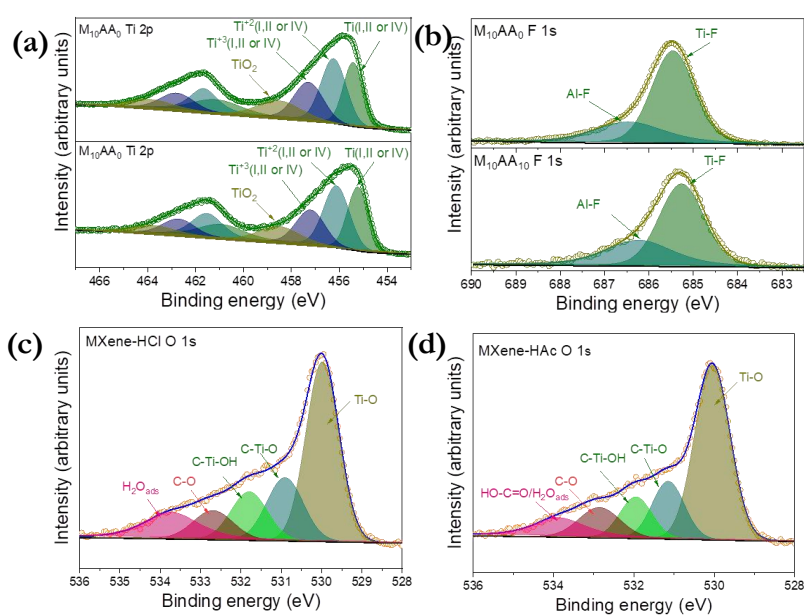 (a)
M₁₀AA₀ Ti 2p
Ti⁺²(I,II or IV)
Ti⁺³(I,II or IV)
Ti(I,II or IV)
TiO₂
M₁₀AA₀ Ti 2p
Ti⁺²(I,II or IV)
Ti⁺³(I,II or IV)
Ti(I,II or IV)
TiO₂
Intensity (arbitrary units)
466 464 462 460 458 456 454
Binding energy (eV)
(b)
M₁₀AA₀ F 1s
Ti-F
Al-F
M₁₀AA₁₀ F 1s
Ti-F
Al-F
Intensity (arbitrary units)
690 689 688 687 686 685 684 683
Binding energy (eV)
(c)
MXene-HCl O 1s
Ti-O
C-Ti-O
C-Ti-OH
C-O
H₂Oads
Intensity (arbitrary units)
536 535 534 533 532 531 530 529 528
Binding energy (eV)
(d)
MXene-HAc O 1s
Ti-O
C-Ti-O
C-Ti-OH
C-O
HO-C=O/H₂Oads
Intensity (arbitrary units)
536 534 532 530 528
Binding energy (eV)